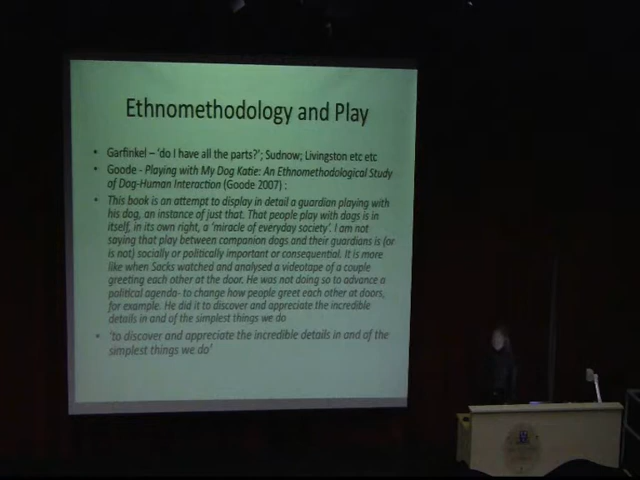 Ethnomethodology and Play
• Garfinkel – 'do I have all the parts?'; Sudnow; Livingston etc etc
• Goode - Playing with My Dog Katie: An Ethnomethodological Study
of Dog-Human Interaction (Goode 2007) :
• This book is an attempt to display in detail a guardian playing with
his dog, an instance of just that. That people play with dogs is in
itself, in its own right, a 'miracle of everyday society'. I am not
saying that play between companion dogs and their guardians is (or
is not) socially or politically important or consequential. It is more
like when Sacks watched and analysed a videotape of a couple
greeting each other at the door. He was not doing so to advance a
political agenda- to change how people greet each other at doors,
for example. He did it to discover and appreciate the incredible
details in and of the simplest things we do
• 'to discover and appreciate the incredible details in and of the
simplest things we do'